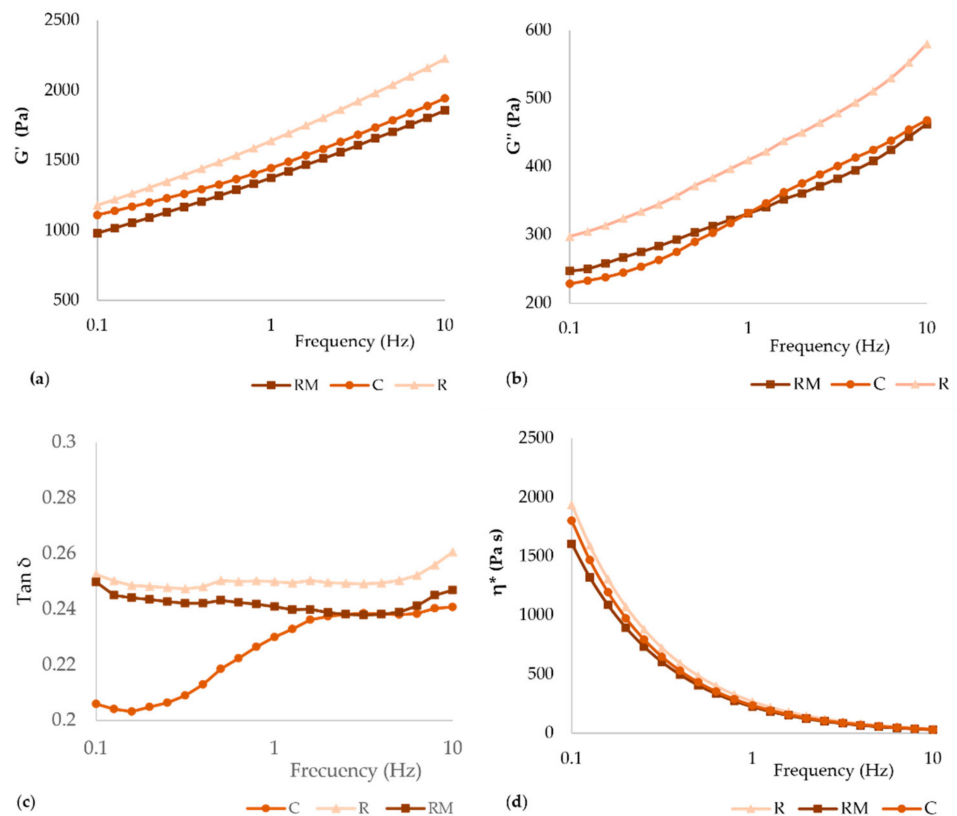 G' (Pa)
2500
2000
1500
1000
500
0.1 1 10
Frequency (Hz)
(a)
RM C R
G" (Pa)
600
500
400
300
200
0.1 1 10
Frequency (Hz)
(b)
RM C R
Tan δ
0.3
0.28
0.26
0.24
0.22
0.2
0.1 1 10
Frecuency (Hz)
(c)
C R RM
η* (Pa s)
2500
2000
1500
1000
500
0
0.1 1 10
Frequency (Hz)
(d)
R RM C